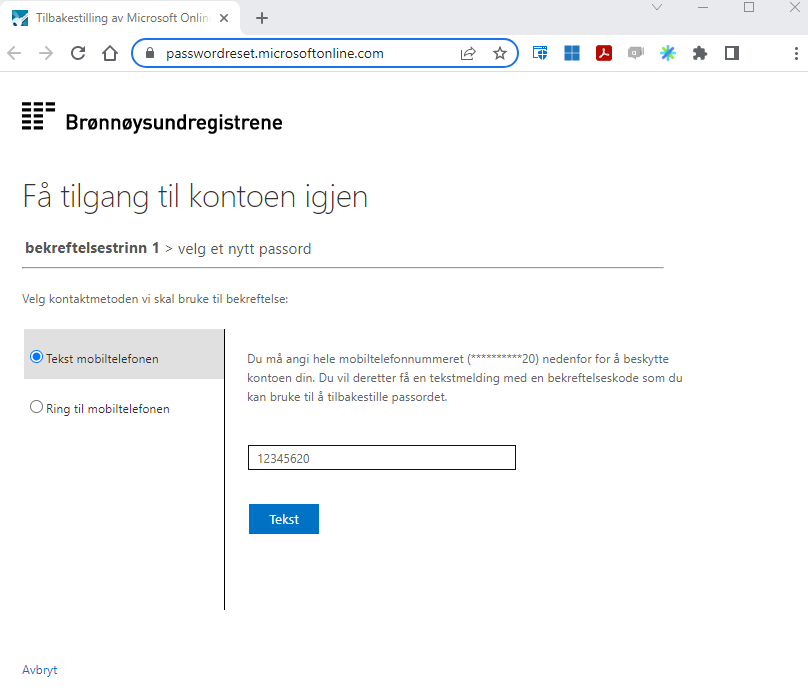 Tilbakestilling av Microsoft Onlin
passwordreset.microsoftonline.com
Brønnøysundregistrene
Få tilgang til kontoen igjen
bekreftelsestrinn 1 > velg et nytt passord
Velg kontaktmetoden vi skal bruke til bekreftelse:
Tekst mobiltelefonen
Ring til mobiltelefonen
Du må angi hele mobiltelefonnummeret (**********20) nedenfor for å beskytte
kontoen din. Du vil deretter få en tekstmelding med en bekreftelseskode som du
kan bruke til å tilbakestille passordet.
12345620
Tekst
Avbryt